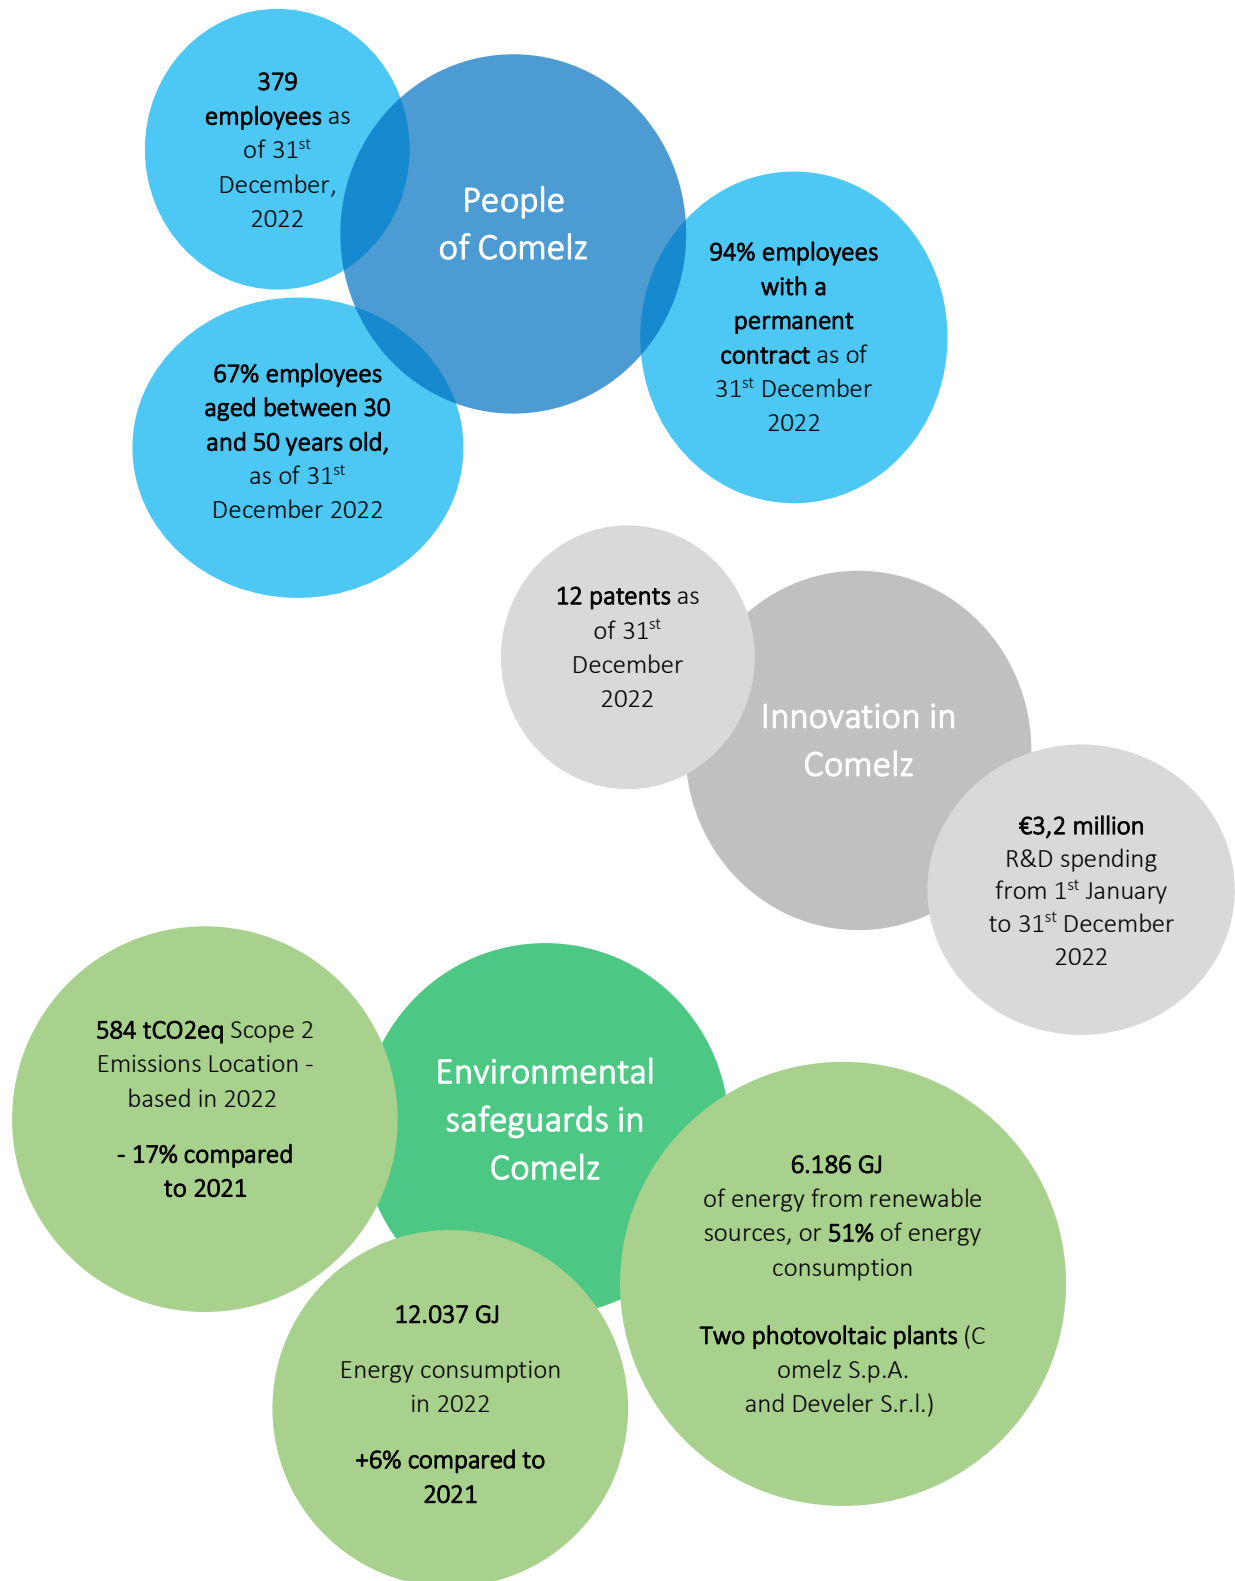 379
employees as
of 31st
December,
2022
People
of Comelz
94% employees
with a
permanent
contract as of
31st December
2022
67% employees
aged between 30
and 50 years old,
as of 31st
December 2022
12 patents as
of 31st
December
2022
Innovation in
Comelz
€3,2 million
R&D spending
from 1st January
to 31st December
2022
584 tCO2eq Scope 2
Emissions Location -
based in 2022
- 17% compared
to 2021
Environmental
safeguards in
Comelz
6.186 GJ
of energy from renewable
sources, or 51% of energy
consumption
Two photovoltaic plants (C
omelz S.p.A.
and Develer S.r.l.)
12.037 GJ
Energy consumption
in 2022
+6% compared to
2021